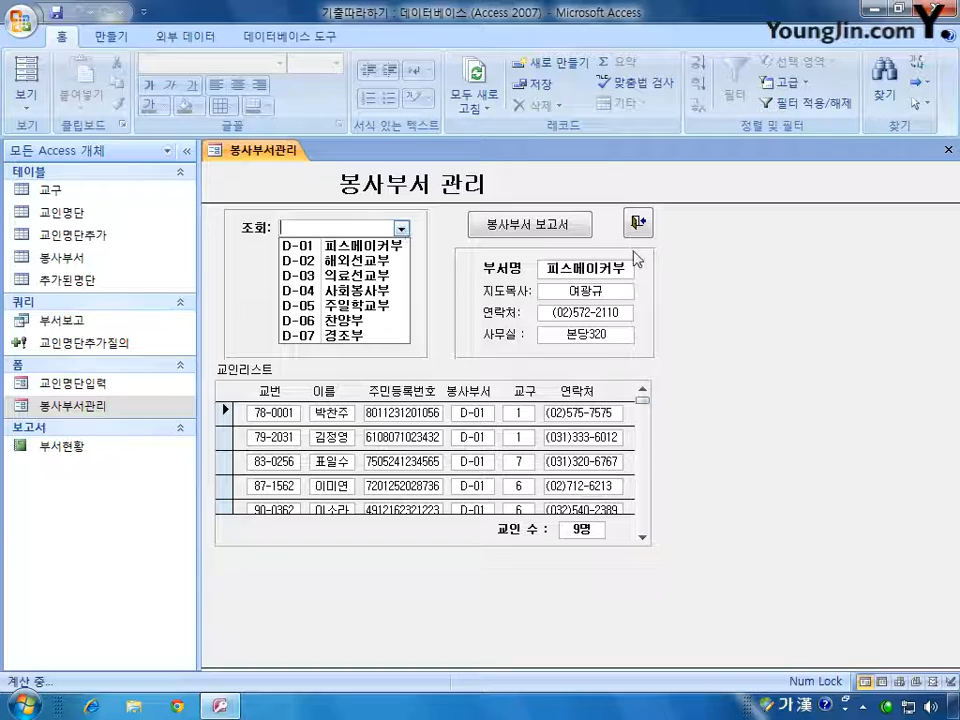 기출따라하기 : 데이터베이스 (Access 2007) - Microsoft Access
YoungJin.com Y.
홈 만들기 외부 데이터 데이터베이스 도구
보기 붙여넣기 가 가 가 가 모두 새로 고침 새로 만들기 저장 삭제 요약 맞춤법 검사 기타 필터 선택 영역 고급 필터 적용/해제 찾기
보기 클립보드 글꼴 서식 있는 텍스트 레코드 정렬 및 필터 찾기
모든 Access 개체
봉사부서관리
테이블
교구
교인명단
교인명단추가
봉사부서
추가된명단
쿼리
부서보고
교인명단추가질의
폼
교인명단입력
봉사부서관리
보고서
부서현황
봉사부서 관리
조회:
D-01 피스메이커부
D-02 해외선교부
D-03 의료선교부
D-04 사회봉사부
D-05 주일학교부
D-06 찬양부
D-07 경조부
봉사부서 보고서
부서명 피스메이커부
지도목사: 여광규
연락처: (02)572-2110
사무실 : 본당320
교인리스트
교번 이름 주민등록번호 봉사부서 교구 연락처
78-0001 박찬주 8011231201056 D-01 1 (02)575-7575
79-2031 김정영 6108071023432 D-01 1 (031)333-6012
83-0256 표일수 7505241234565 D-01 7 (031)320-6767
87-1562 이미연 7201252028736 D-01 6 (02)712-6213
90-0362 이소라 4912162321223 D-01 6 (032)540-2389
교인 수 : 9명
계산 중... Num Lock
가 漢